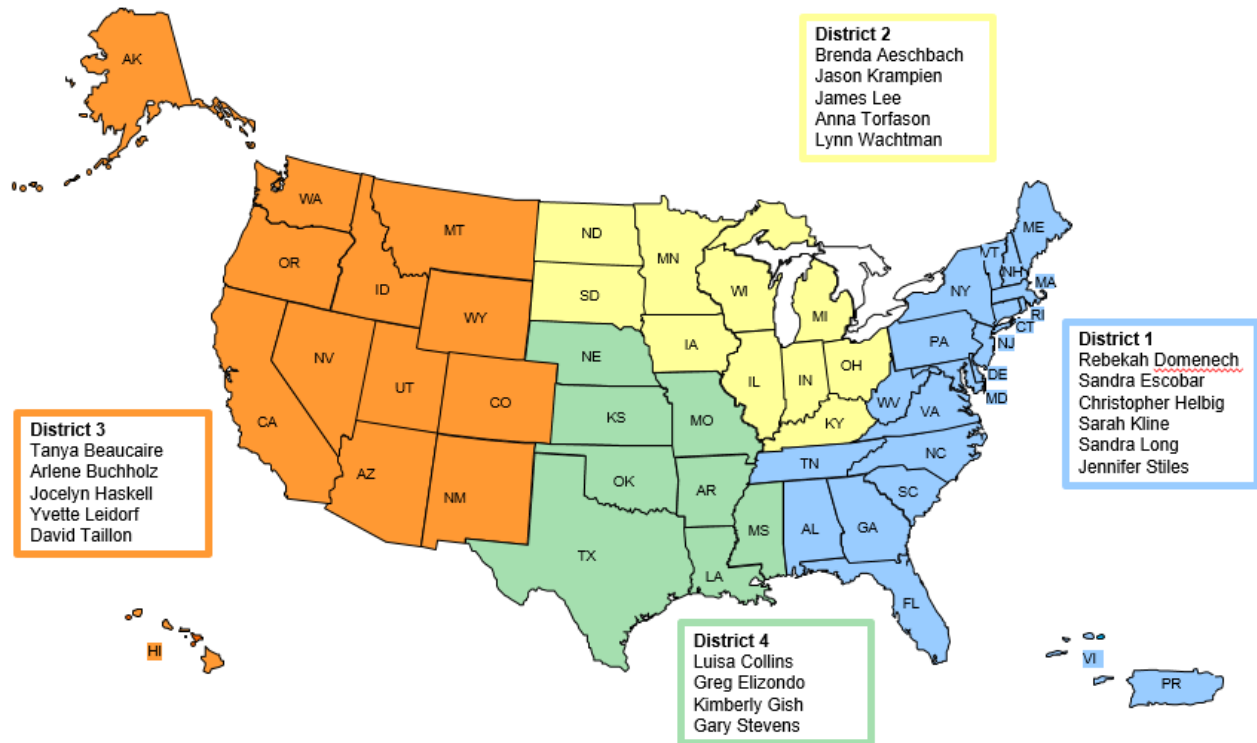 AK
District 2
Brenda Aeschbach
Jason Krampien
James Lee
Anna Torfason
Lynn Wachtman
WA
MT
ND
MN
ME
VT
NH
OR
ID
SD
WI
MI
NY
MA
RI
CT
WY
IA
PA
NJ
NV
UT
CO
NE
IL
IN
OH
DE
MD
CA
KS
MO
WV
VA
KY
District 1
Rebekah Domenech
Sandra Escobar
Christopher Helbig
Sarah Kline
Sandra Long
Jennifer Stiles
District 3
Tanya Beaucaire
Arlene Buchholz
Jocelyn Haskell
Yvette Leidorf
David Taillon
AZ
NM
OK
AR
TN
NC
SC
TX
LA
MS
AL
GA
FL
HI
District 4
Luisa Collins
Greg Elizondo
Kimberly Gish
Gary Stevens
VI
PR